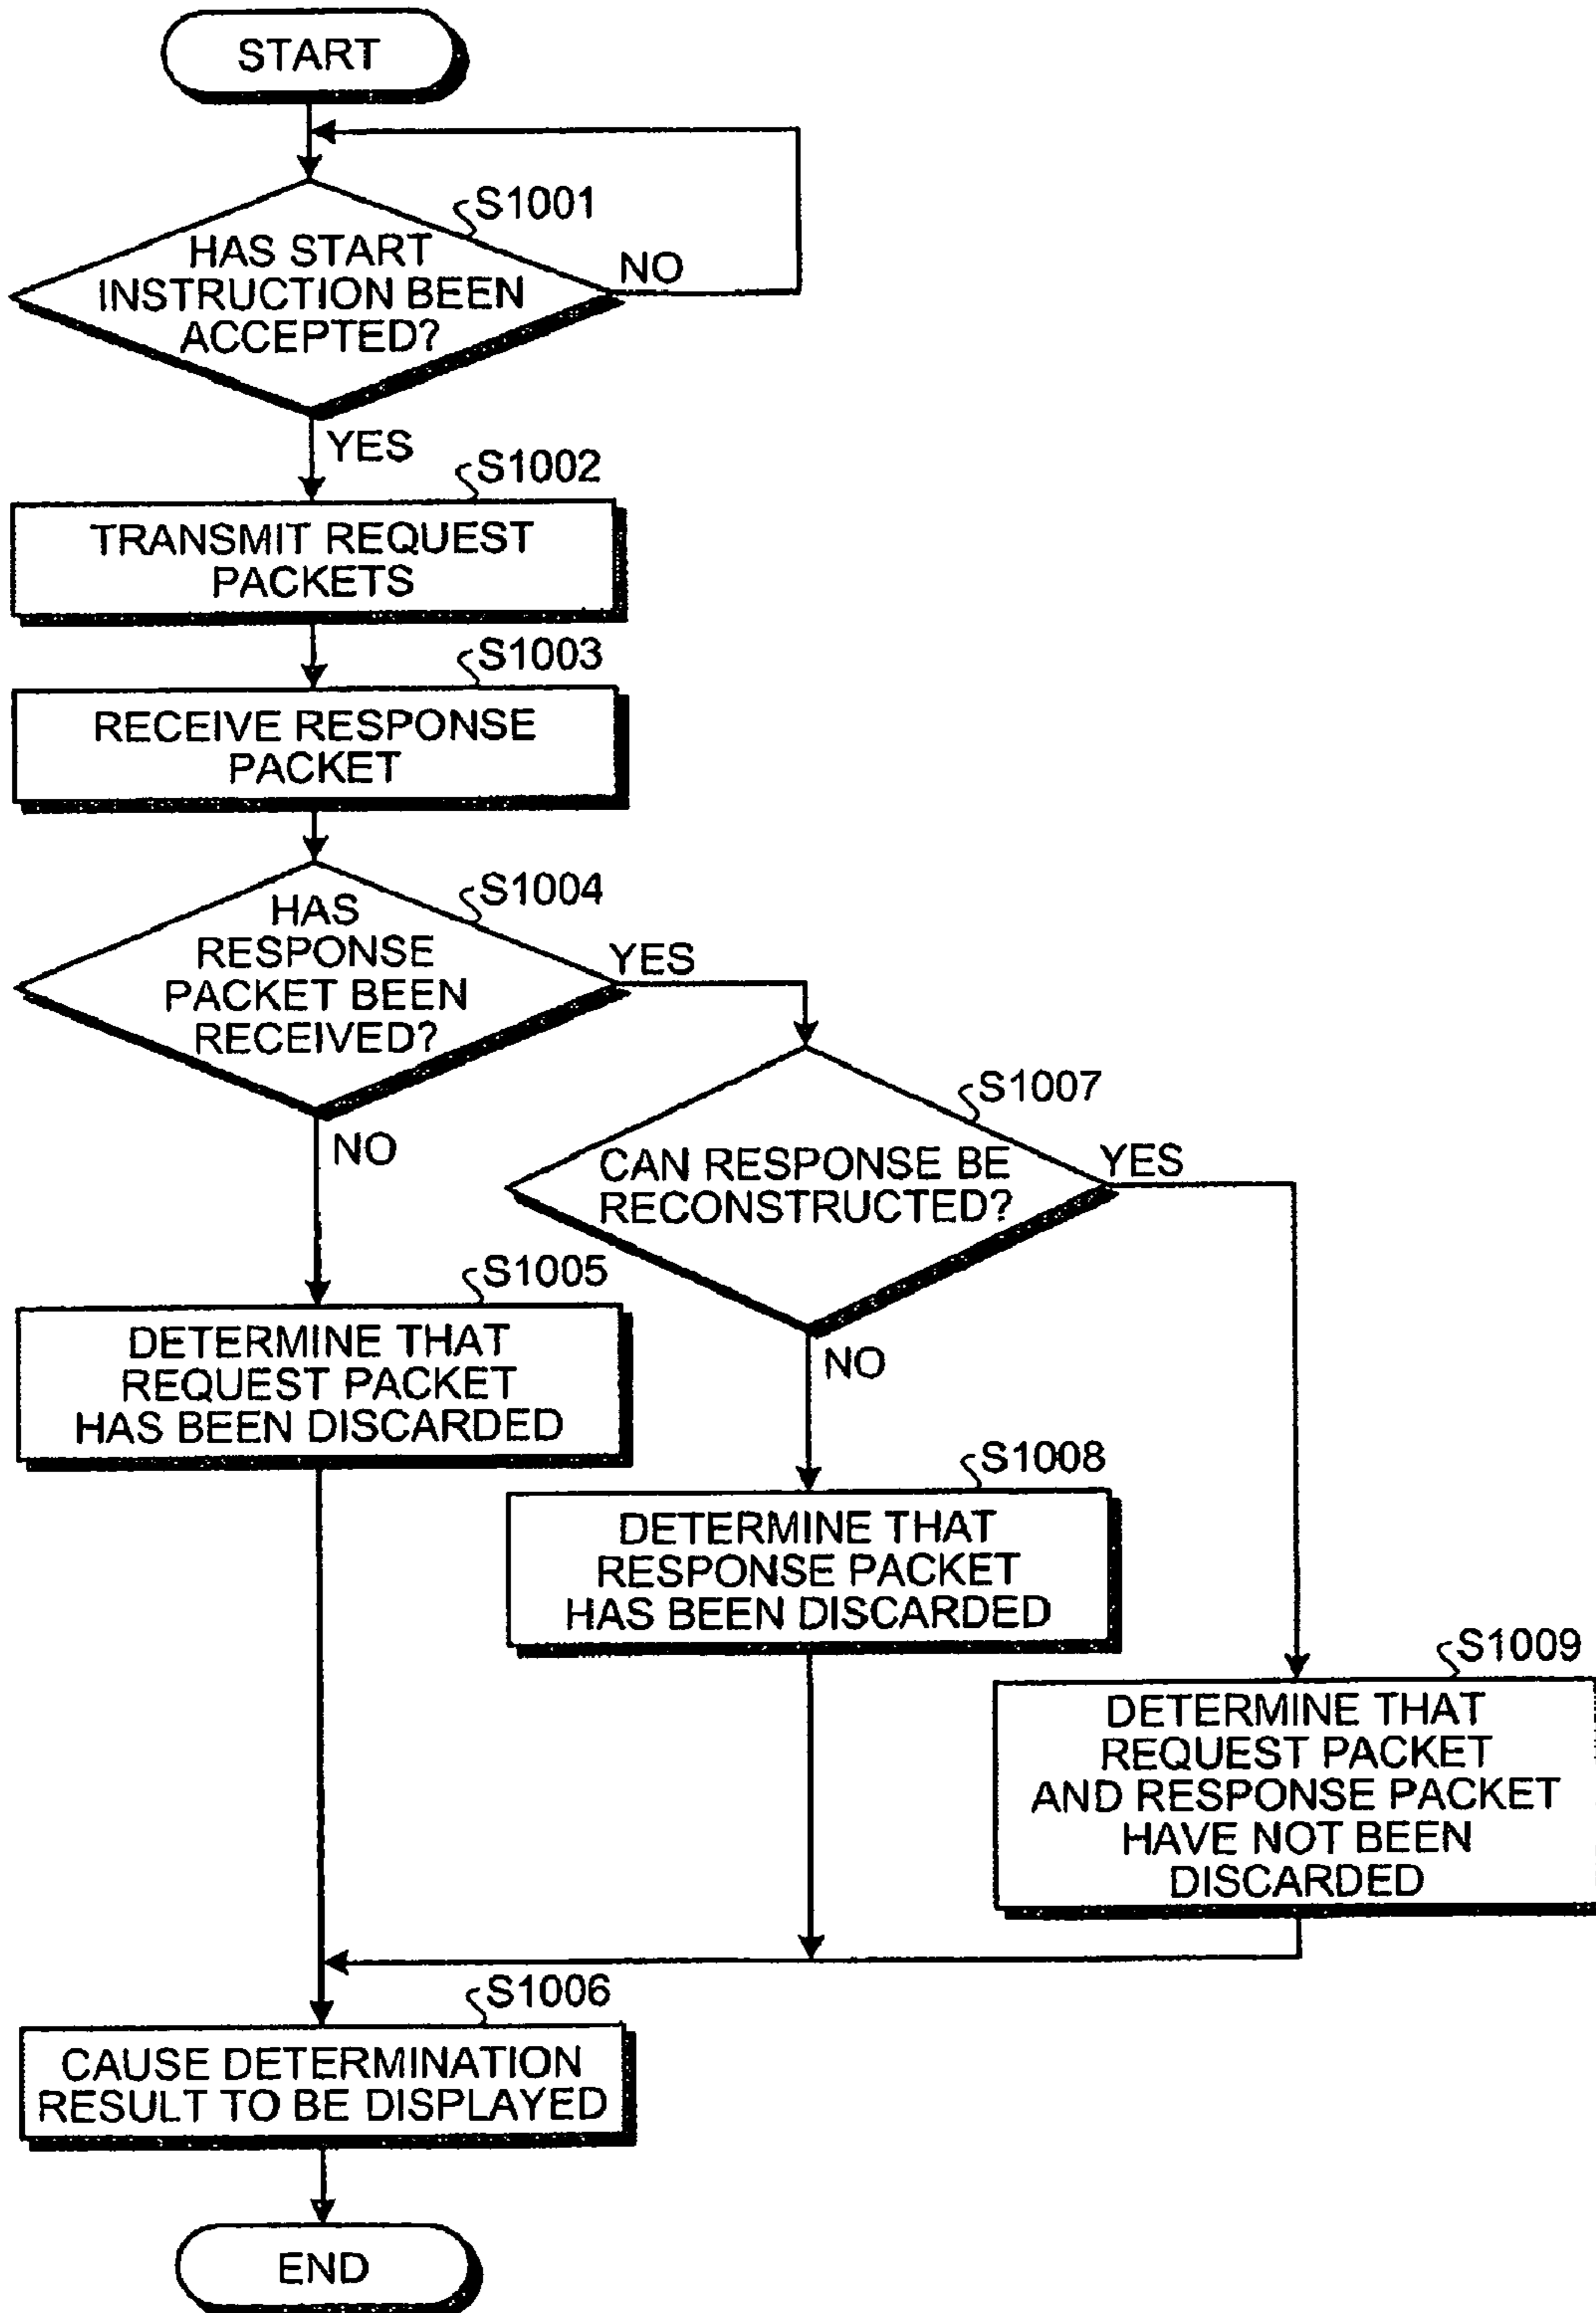 START
S1001
HAS START
INSTRUCTION BEEN
ACCEPTED?
NO
YES
S1002
TRANSMIT REQUEST
PACKETS
S1003
RECEIVE RESPONSE
PACKET
S1004
HAS
RESPONSE
PACKET BEEN
RECEIVED?
YES
NO
S1007
CAN RESPONSE BE
RECONSTRUCTED?
YES
NO
S1005
DETERMINE THAT
REQUEST PACKET
HAS BEEN DISCARDED
S1008
DETERMINE THAT
RESPONSE PACKET
HAS BEEN DISCARDED
S1009
DETERMINE THAT
REQUEST PACKET
AND RESPONSE PACKET
HAVE NOT BEEN
DISCARDED
S1006
CAUSE DETERMINATION
RESULT TO BE DISPLAYED
END